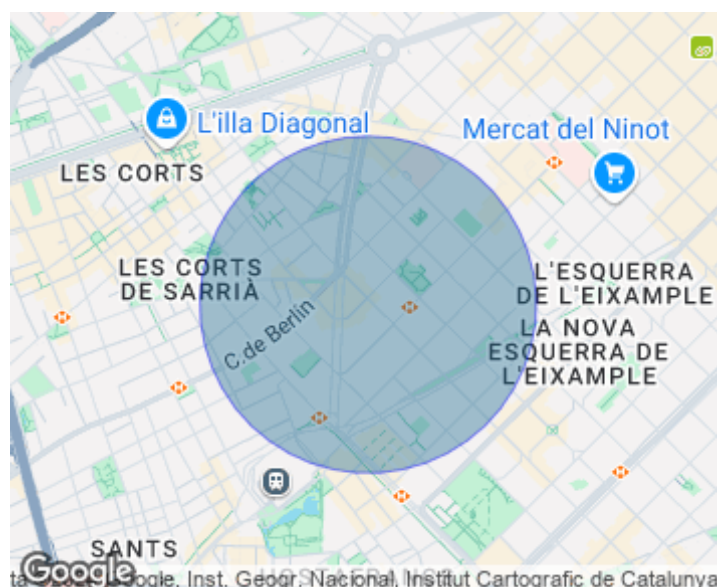 L'illa Diagonal
Mercat del Ninot
LES CORTS
LES CORTS
DE SARRIÀ
L'ESQUERRA
DE L'EIXAMPLE
C.de Berlín
LA NOVA
ESQUERRA DE
L'EIXAMPLE
SANTS
Google
Inst. Geogr. Nacional, Institut Cartografic de Catalunya